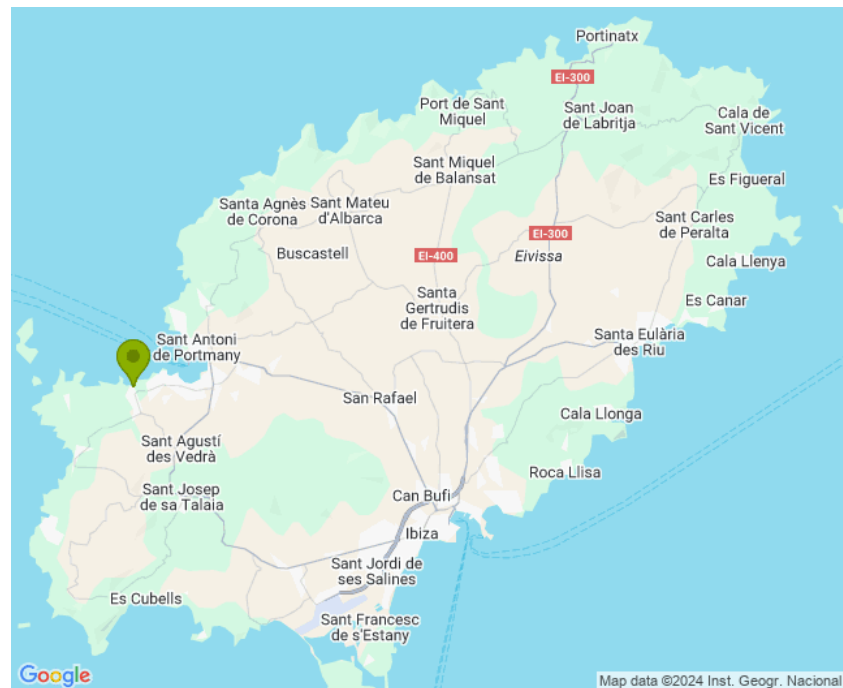 Portinatx
EI-300
Port de Sant
Miquel
Sant Joan
de Labritja
Cala de
Sant Vicent
Sant Miquel
de Balansat
Es Figueral
Santa Agnès
de Corona
Sant Mateu
d'Albarca
Sant Carles
de Peralta
EI-300
Buscastell
EI-400
Eivissa
Cala Llenya
Santa
Gertrudis
de Fruitera
Es Canar
Sant Antoni
de Portmany
Santa Eulària
des Riu
San Rafael
Cala Llonga
Sant Agustí
des Vedrà
Roca Llisa
Sant Josep
de sa Talaia
Can Bufi
Ibiza
Sant Jordi de
ses Salines
Es Cubells
Sant Francesc
de s'Estany
Google
Map data ©2024 Inst. Geogr. Nacional